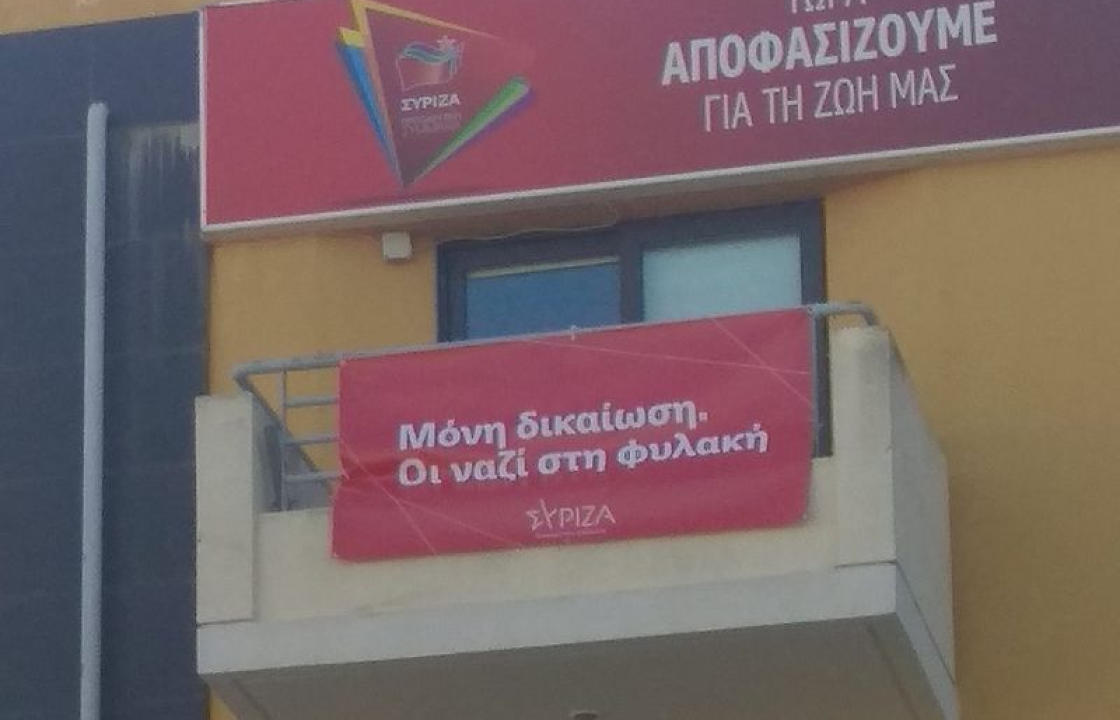 ΑΠΟΦΑΣΙΖΟΥΜΕ
ΓΙΑ ΤΗ ΖΩΗ ΜΑΣ
ΣΥΡΙΖΑ
Μόνη δικαίωση.
Οι ναζί στη φυλακή
ΣΥΡΙΖΑ